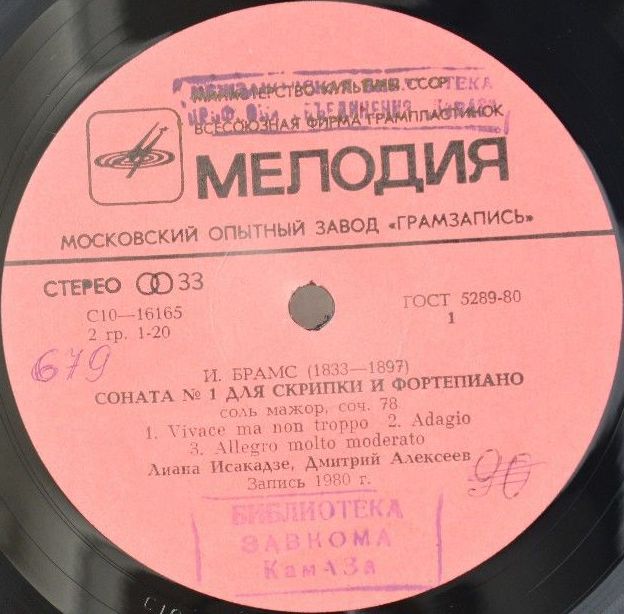 БИБЛИОТЕКА
МИНИСТЕРСТВО КУЛЬТУРЫ СССР
ВСЕСОЮЗНАЯ ФИРМА ГРАМПЛАСТИНОК
МЕЛОДИЯ
МОСКОВСКИЙ ОПЫТНЫЙ ЗАВОД «ГРАМЗАПИСЬ»
СТЕРЕО 33
С10—16165
ГОСТ 5289-80
2 гр. 1-20
1
679
И. БРАМС (1833—1897)
СОНАТА № 1 ДЛЯ СКРИПКИ И ФОРТЕПИАНО
соль мажор, соч. 78
1. Vivace ma non troppo 2. Adagio
3. Allegro molto moderato
Лиана Исакадзе, Дмитрий Алексеев
Запись 1980 г.
90
БИБЛИОТЕКА
ЗАВКОМА
КамАЗа